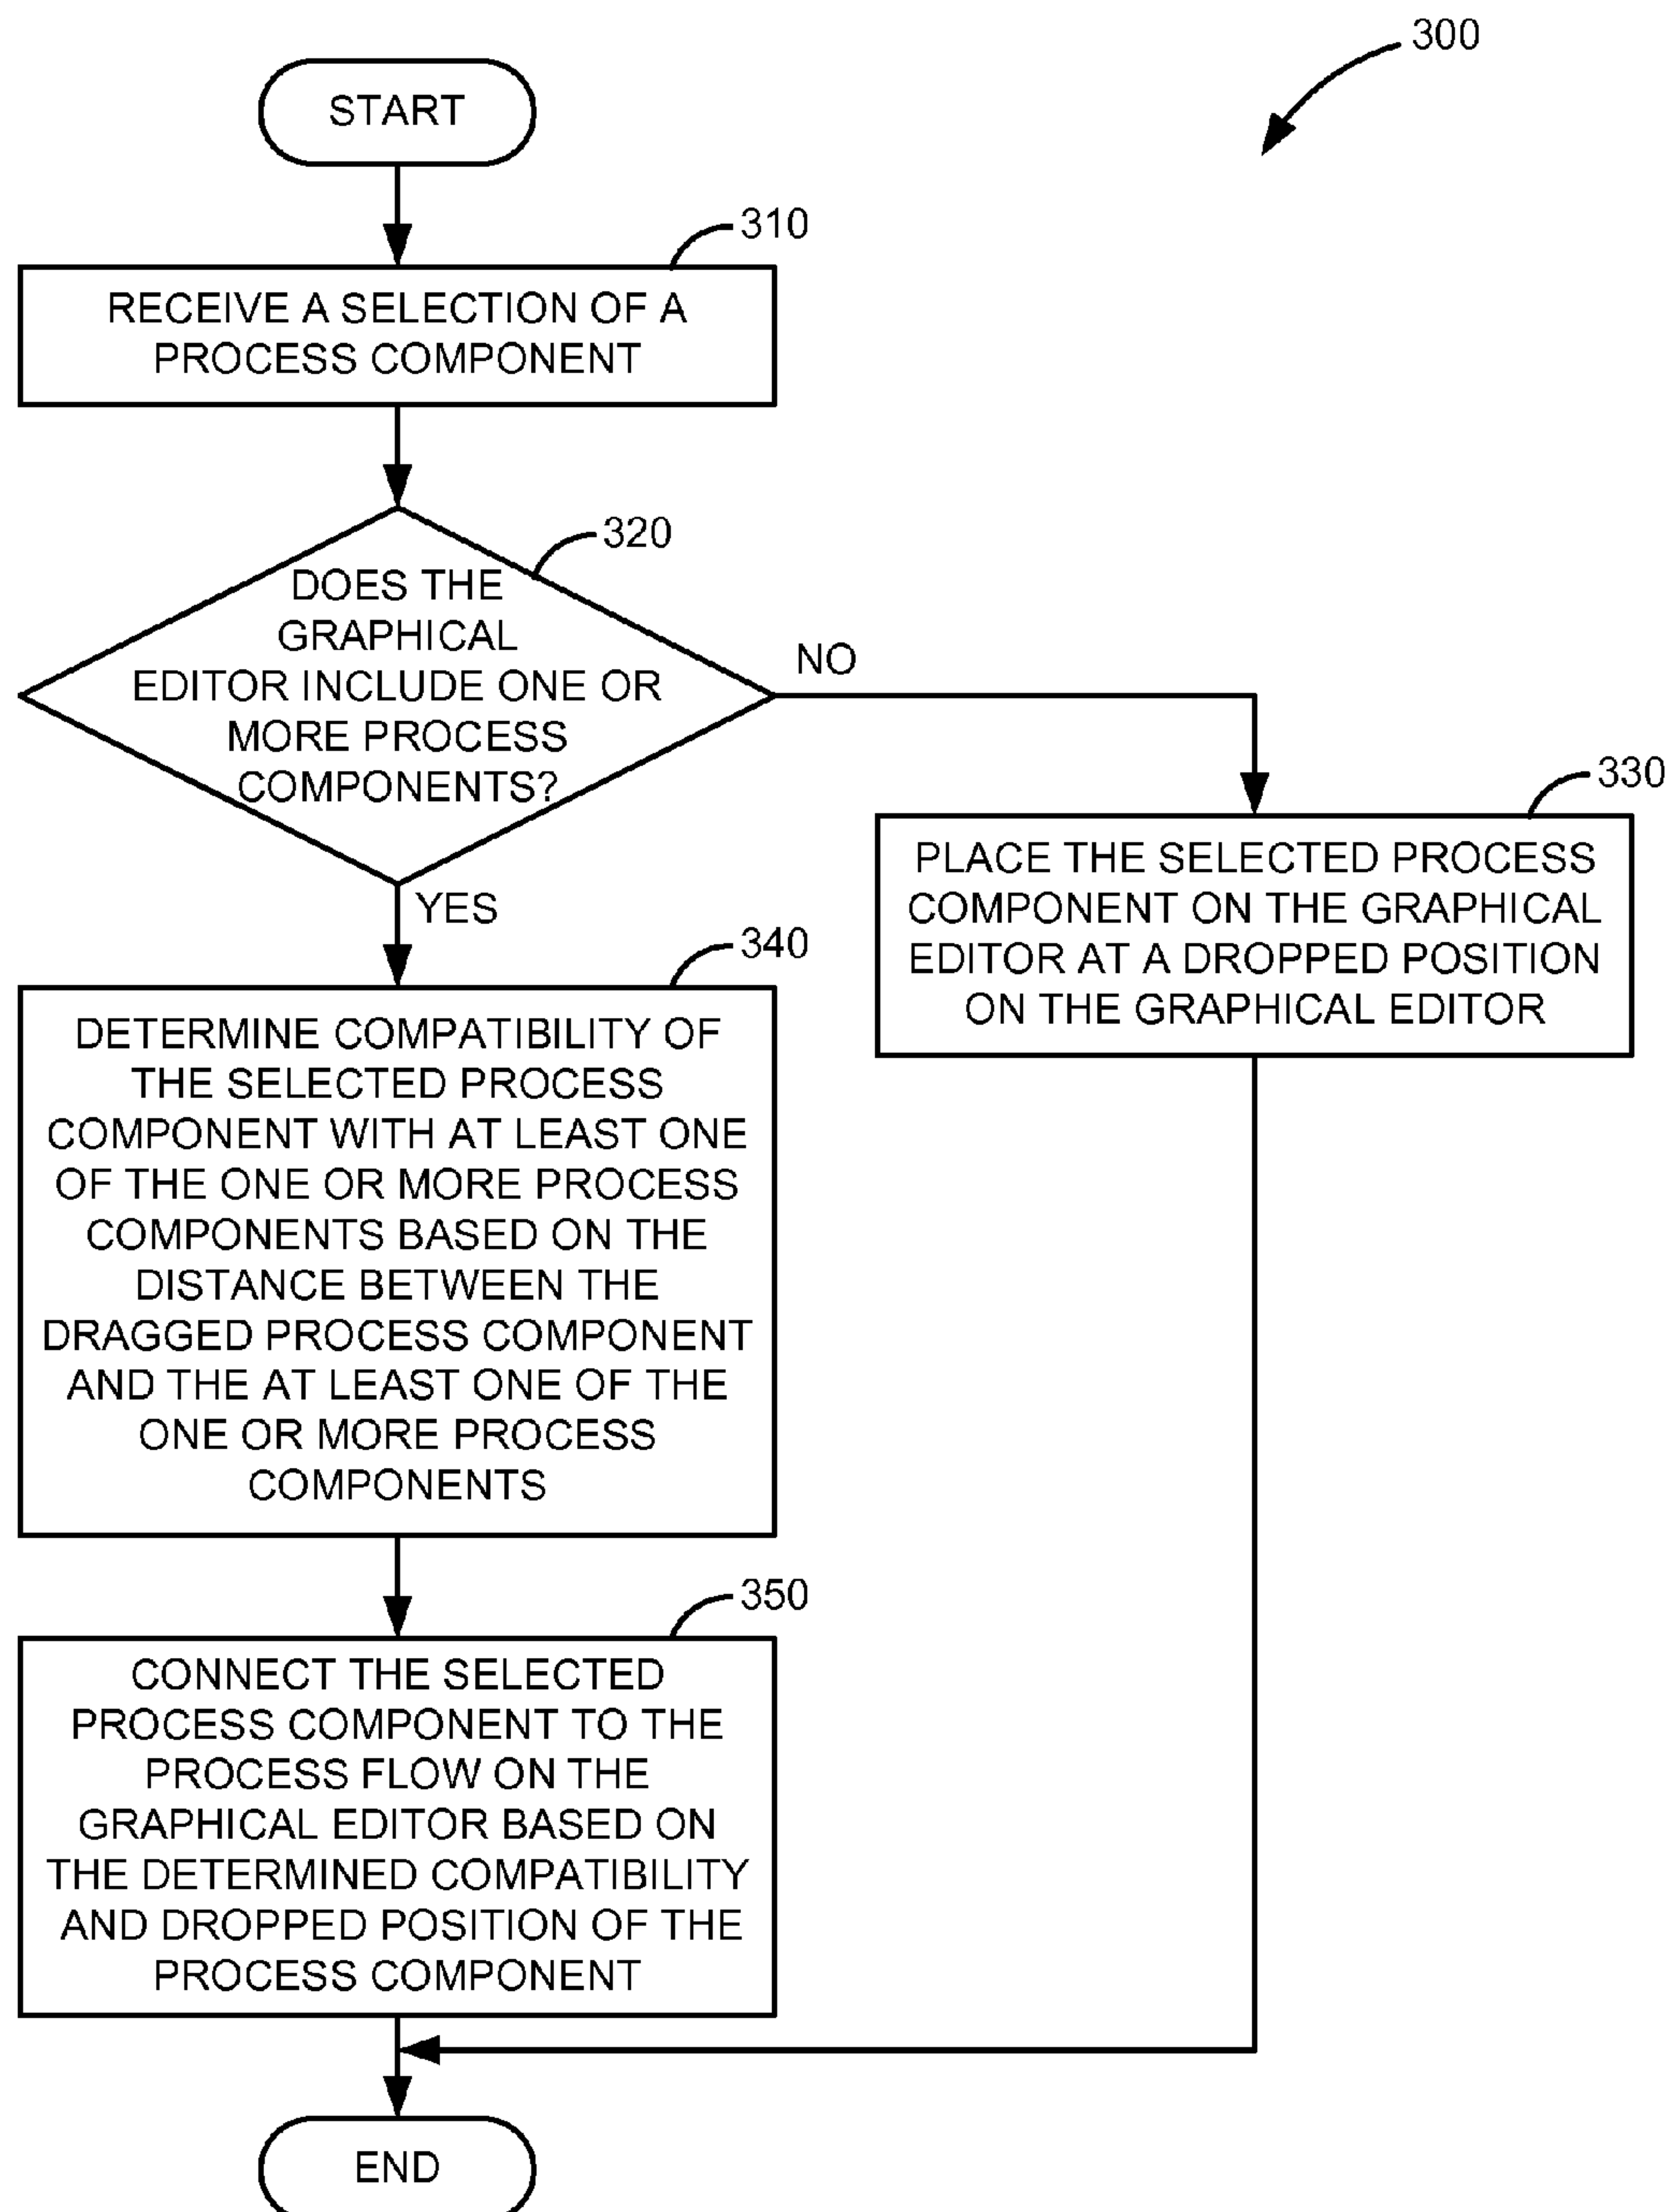 300
START
310
RECEIVE A SELECTION OF A
PROCESS COMPONENT
320
DOES THE
GRAPHICAL
EDITOR INCLUDE ONE OR
MORE PROCESS
COMPONENTS?
NO
YES
330
PLACE THE SELECTED PROCESS
COMPONENT ON THE GRAPHICAL
EDITOR AT A DROPPED POSITION
ON THE GRAPHICAL EDITOR
340
DETERMINE COMPATIBILITY OF
THE SELECTED PROCESS
COMPONENT WITH AT LEAST ONE
OF THE ONE OR MORE PROCESS
COMPONENTS BASED ON THE
DISTANCE BETWEEN THE
DRAGGED PROCESS COMPONENT
AND THE AT LEAST ONE OF THE
ONE OR MORE PROCESS
COMPONENTS
350
CONNECT THE SELECTED
PROCESS COMPONENT TO THE
PROCESS FLOW ON THE
GRAPHICAL EDITOR BASED ON
THE DETERMINED COMPATIBILITY
AND DROPPED POSITION OF THE
PROCESS COMPONENT
END